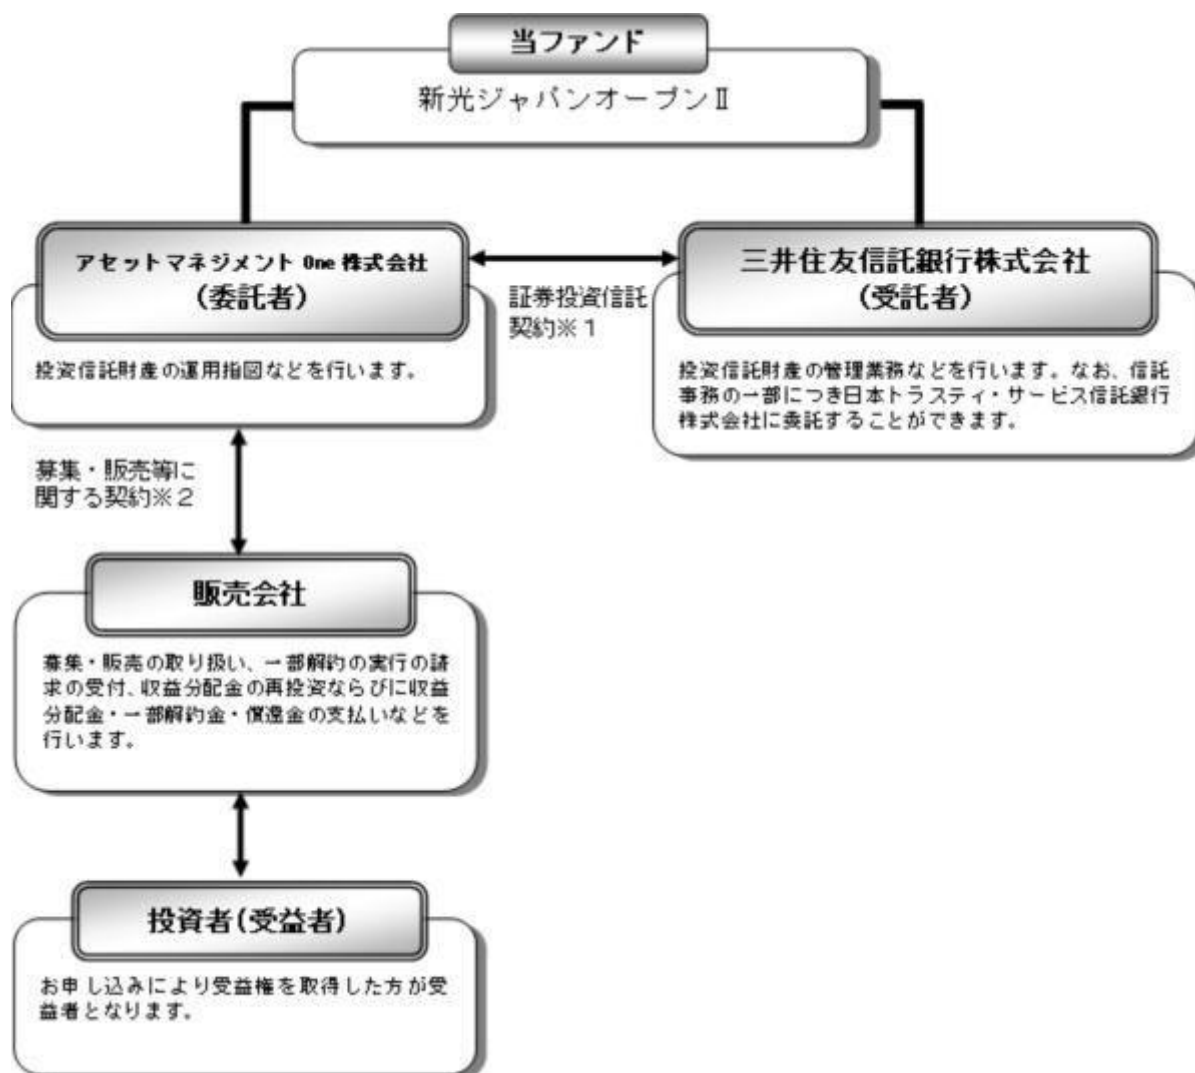 当ファンド
新光ジャパンオープンⅡ
アセットマネジメント One 株式会社
(委託者)
投資信託財産の運用指図などを行います。
証券投資信託
契約※1
三井住友信託銀行株式会社
(受託者)
投資信託財産の管理業務などを行います。なお、信託
事務の一部につき日本トラスティ・サービス信託銀行
株式会社に委託することができます。
募集・販売等に
関する契約※2
販売会社
募集・販売の取り扱い、一部解約の実行の請
求の受付、収益分配金の再投資ならびに収益
分配金・一部解約金・償還金の支払いなどを
行います。
投資者(受益者)
お申し込みにより受益権を取得した方が受
益者となります。